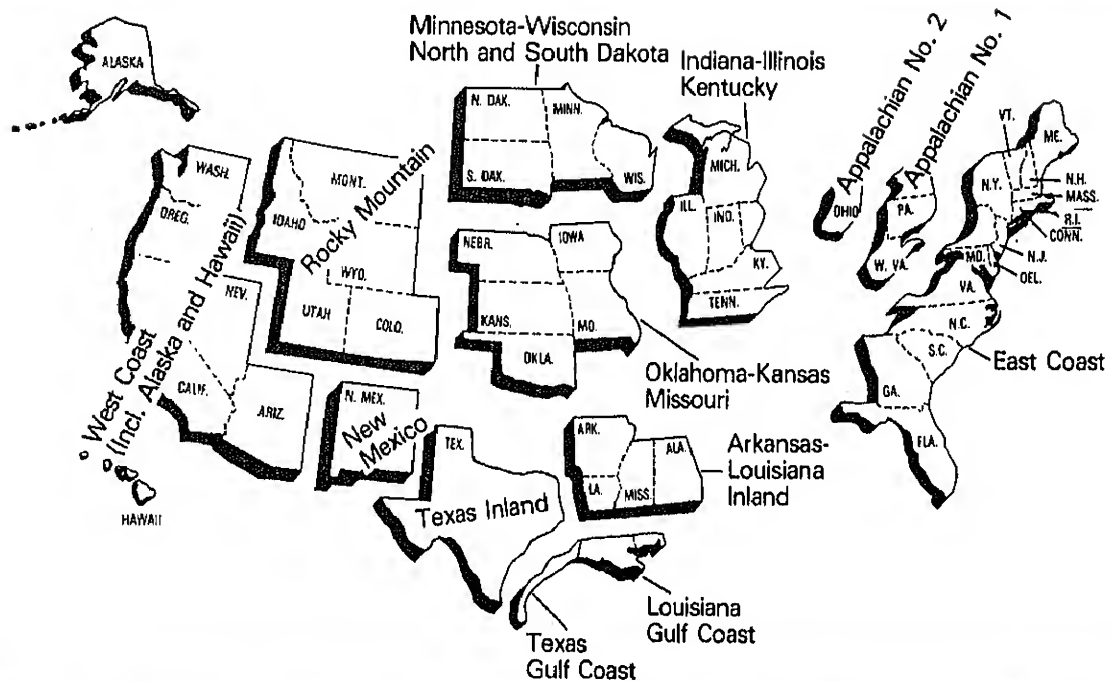 ALASKA
Minnesota-Wisconsin
North and South Dakota
Indiana-Illinois
Kentucky
Appalachian No. 2
Appalachian No. 1
WASH.
OREG.
NEV.
CALIF.
ARIZ.
West Coast
(Incl. Alaska and Hawaii)
HAWAII
MONT.
IDAHO
WYO.
UTAH
COLO.
Rocky Mountain
N. MEX.
New
Mexico
N. DAK.
MINN.
S. DAK.
WIS.
NEBR.
IOWA
KANS.
MO.
OKLA.
Oklahoma-Kansas
Missouri
MICH.
ILL.
IND.
KY.
TENN.
OHIO
PA.
W. VA.
VT.
ME.
N.Y.
N.H.
MASS.
R.I.
CONN.
N.J.
MD.
OEL.
VA.
N.C.
S.C.
East Coast
GA.
FLA.
TEX.
Texas Inland
ARK.
LA.
MISS.
ALA.
Arkansas-
Louisiana
Inland
Louisiana
Gulf Coast
Texas
Gulf Coast